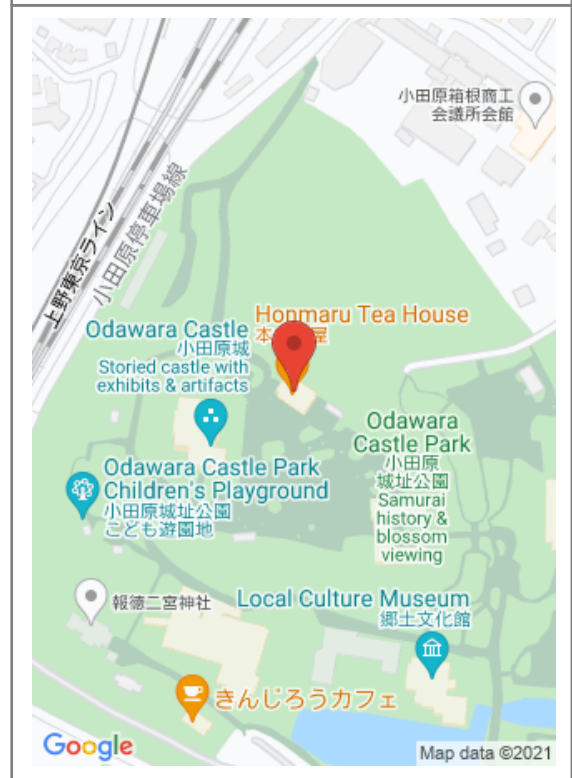 小田原箱根商工
会議所会館
上野東京ライン
小田原停車場線
Honmaru Tea House
本 屋
Odawara Castle
小田原城
Storied castle with
exhibits & artifacts
Odawara
Castle Park
小田原
城址公園
Samurai
history &
blossom
viewing
Odawara Castle Park
Children's Playground
小田原城址公園
こども遊園地
報徳二宮神社
Local Culture Museum
郷土文化館
きんじろうカフェ
Google
Map data ©2021